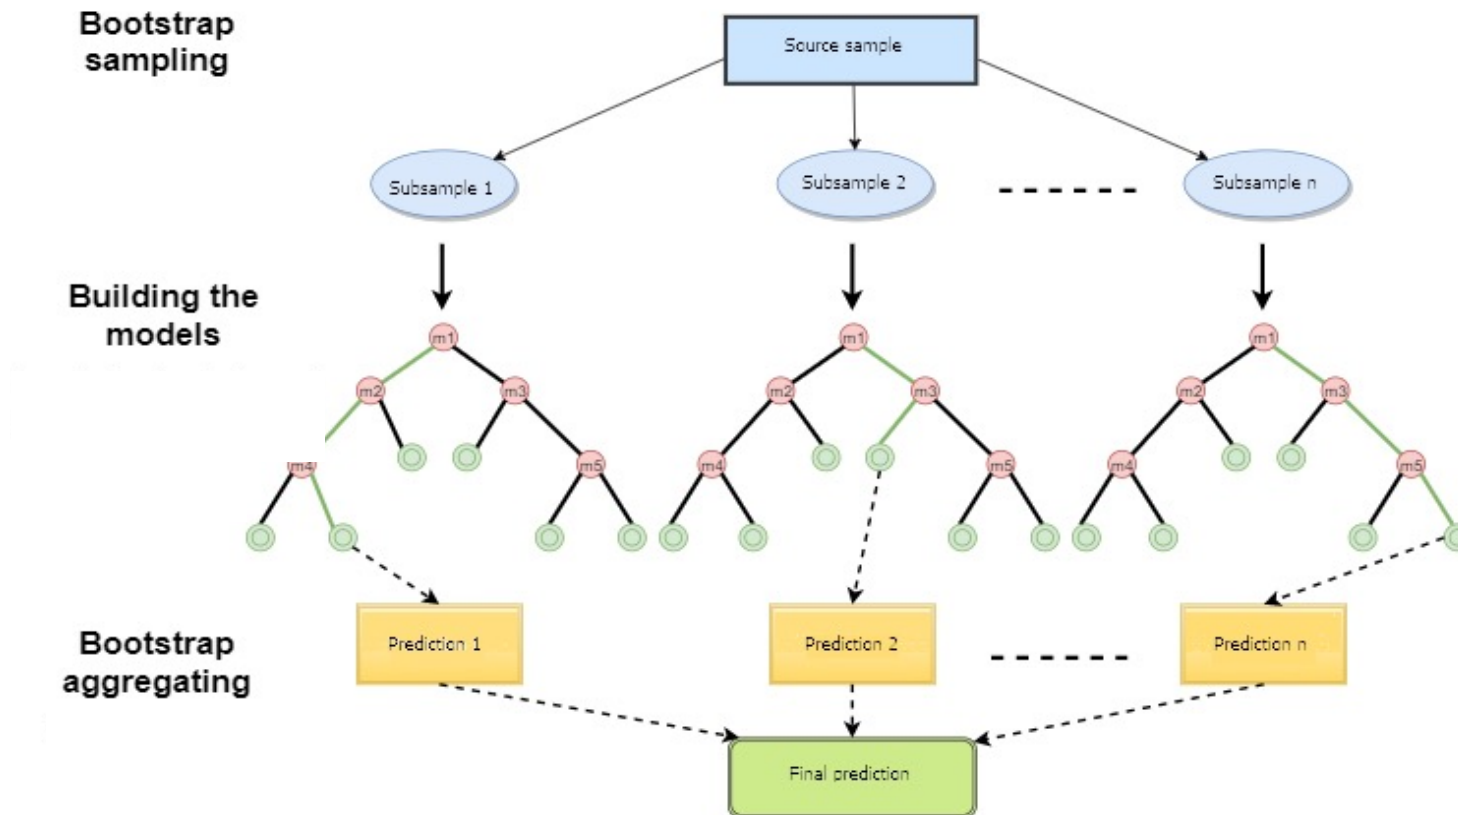 Bootstrap
sampling
Source sample
Subsample 1
Subsample 2
Subsample n
Building the
models
m1
m1
m1
m2
m3
m2
m3
m2
m3
m4
m5
m4
m5
m4
m5
Bootstrap
aggregating
Prediction 1
Prediction 2
Prediction n
Final prediction